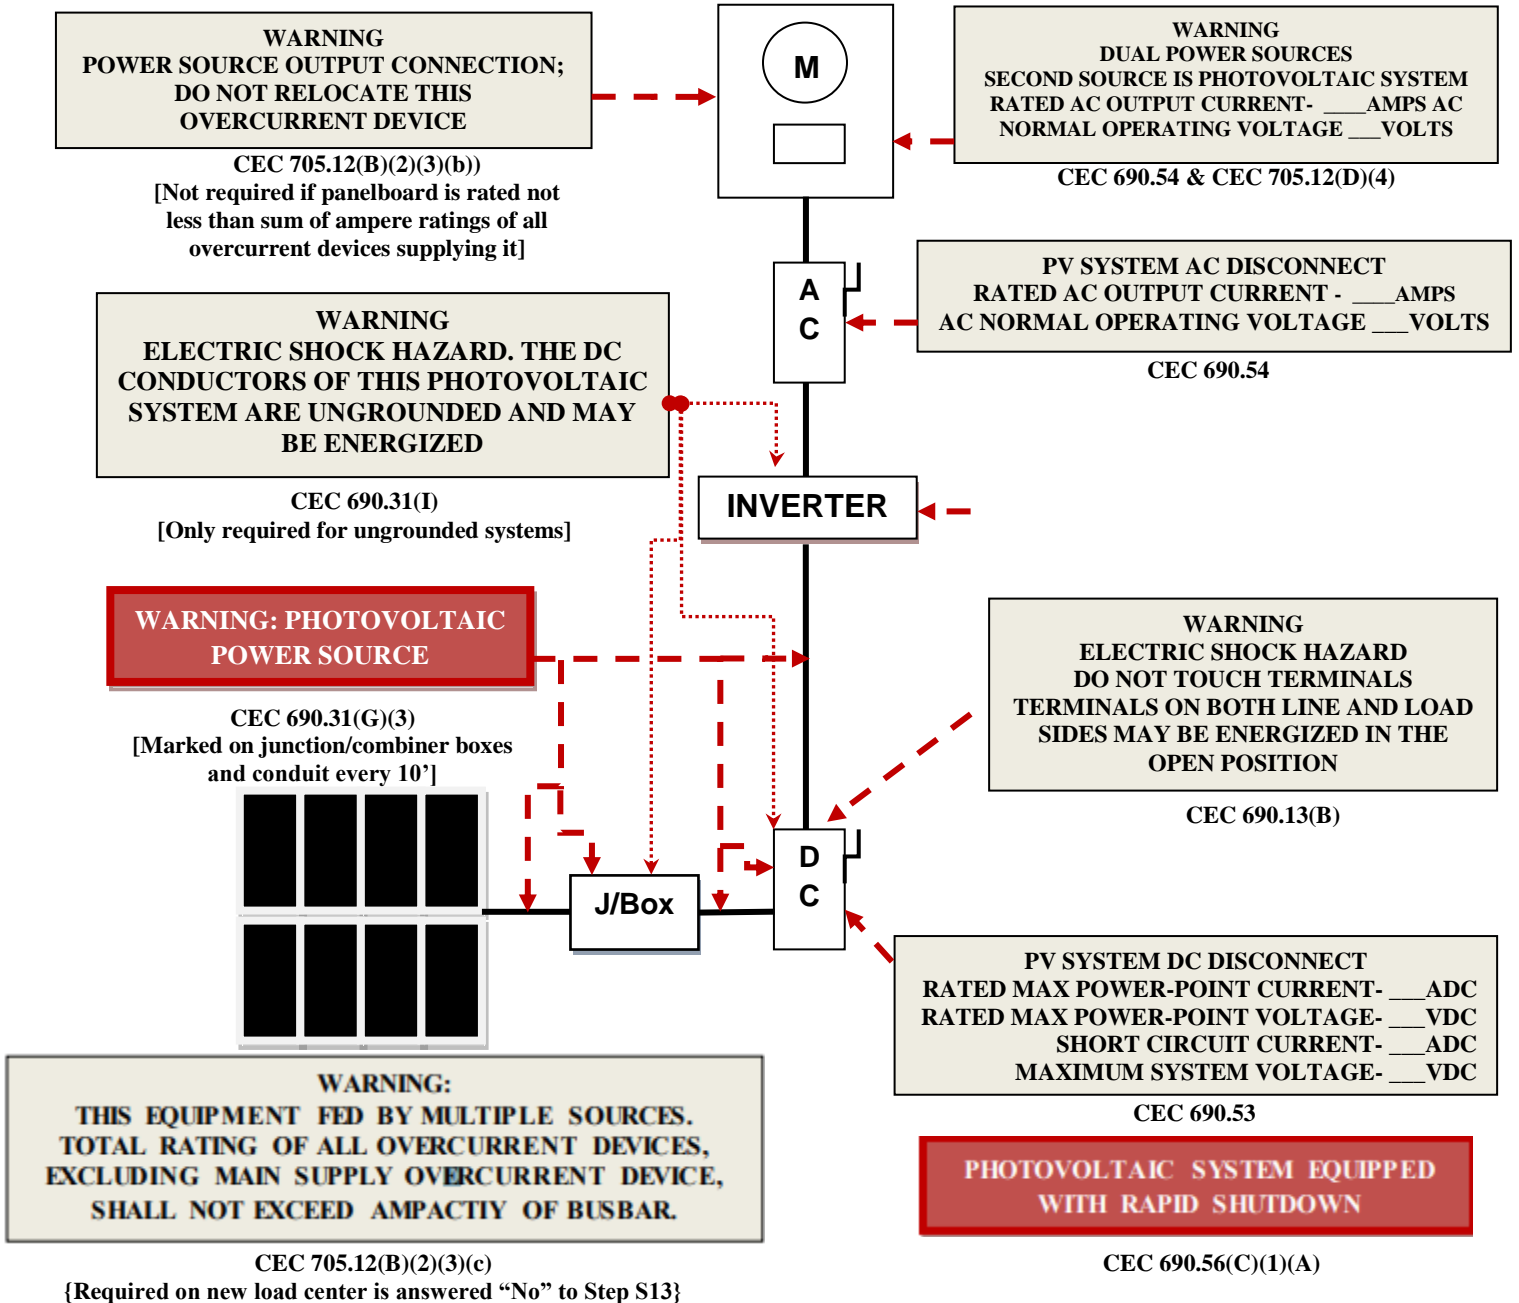 WARNING
POWER SOURCE OUTPUT CONNECTION;
DO NOT RELOCATE THIS
OVERCURRENT DEVICE
CEC 705.12(B)(2)(3)(b))
[Not required if panelboard is rated not
less than sum of ampere ratings of all
overcurrent devices supplying it]
M
WARNING
DUAL POWER SOURCES
SECOND SOURCE IS PHOTOVOLTAIC SYSTEM
RATED AC OUTPUT CURRENT- ____AMPS AC
NORMAL OPERATING VOLTAGE ___VOLTS
CEC 690.54 & CEC 705.12(D)(4)
A
C
PV SYSTEM AC DISCONNECT
RATED AC OUTPUT CURRENT - ____AMPS
AC NORMAL OPERATING VOLTAGE ___VOLTS
CEC 690.54
WARNING
ELECTRIC SHOCK HAZARD. THE DC
CONDUCTORS OF THIS PHOTOVOLTAIC
SYSTEM ARE UNGROUNDED AND MAY
BE ENERGIZED
CEC 690.31(I)
[Only required for ungrounded systems]
INVERTER
WARNING: PHOTOVOLTAIC
POWER SOURCE
CEC 690.31(G)(3)
[Marked on junction/combiner boxes
and conduit every 10’]
WARNING
ELECTRIC SHOCK HAZARD
DO NOT TOUCH TERMINALS
TERMINALS ON BOTH LINE AND LOAD
SIDES MAY BE ENERGIZED IN THE
OPEN POSITION
CEC 690.13(B)
J/Box
D
C
PV SYSTEM DC DISCONNECT
RATED MAX POWER-POINT CURRENT- ___ADC
RATED MAX POWER-POINT VOLTAGE- ___VDC
SHORT CIRCUIT CURRENT- ___ADC
MAXIMUM SYSTEM VOLTAGE- ___VDC
CEC 690.53
WARNING:
THIS EQUIPMENT FED BY MULTIPLE SOURCES.
TOTAL RATING OF ALL OVERCURRENT DEVICES,
EXCLUDING MAIN SUPPLY OVERCURRENT DEVICE,
SHALL NOT EXCEED AMPACTIY OF BUSBAR.
CEC 705.12(B)(2)(3)(c)
{Required on new load center is answered “No” to Step S13}
PHOTOVOLTAIC SYSTEM EQUIPPED
WITH RAPID SHUTDOWN
CEC 690.56(C)(1)(A)